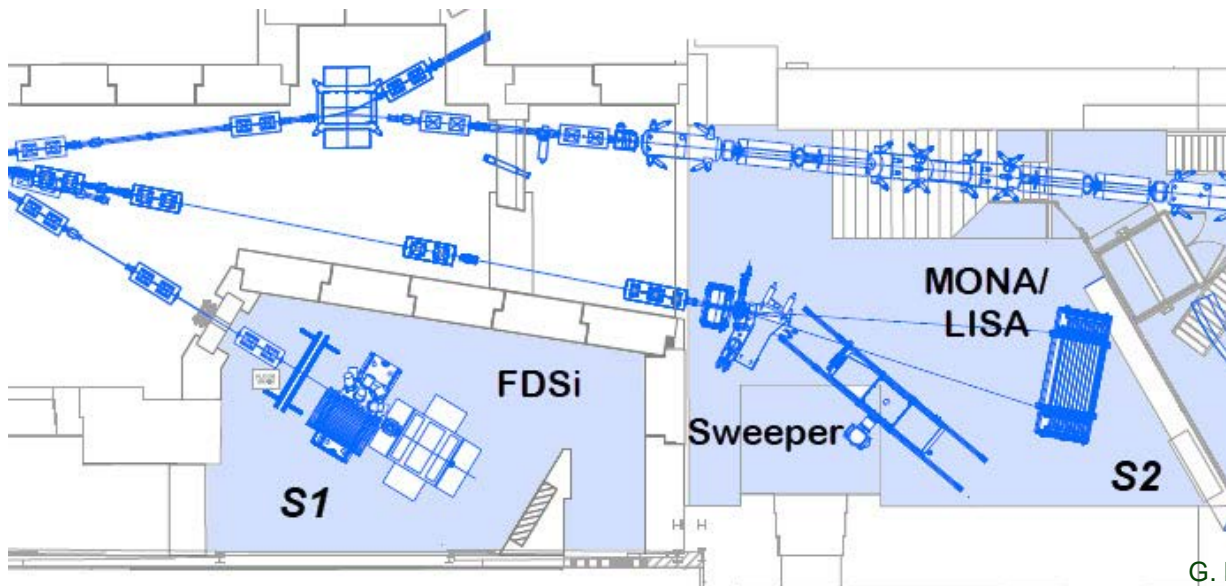 MONA/
LISA
FDSi
Sweeper
S1
S2
G.